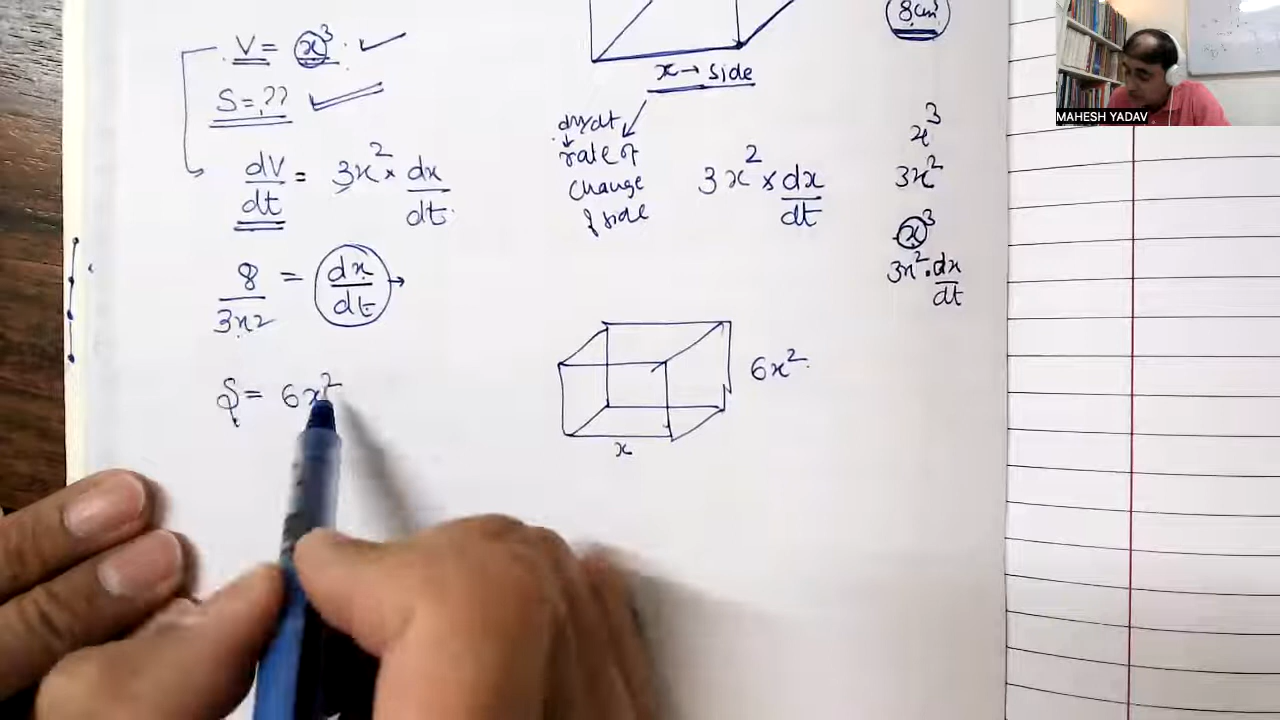 V = x³.
S = ??
dV/dt = 3x² × dx/dt
8/3x2 = dx/dt →
S = 6x²
x → side
dx/dt
rate of
change
of side
3x² × dx/dt
8cm³
x³
3x²
x³
3x² . dx/dt
6x².
x
MAHESH YADAV